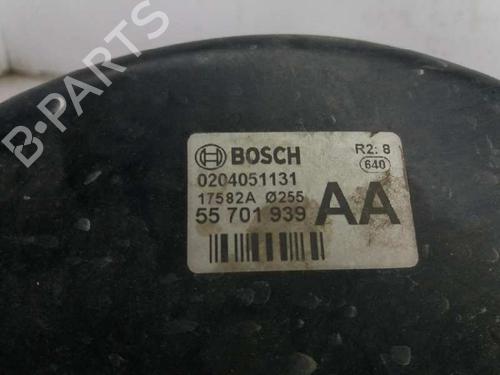 B-PARTS
BOSCH
R2: 8
640
0204051131
17582A Ø255
55 701 939
AA